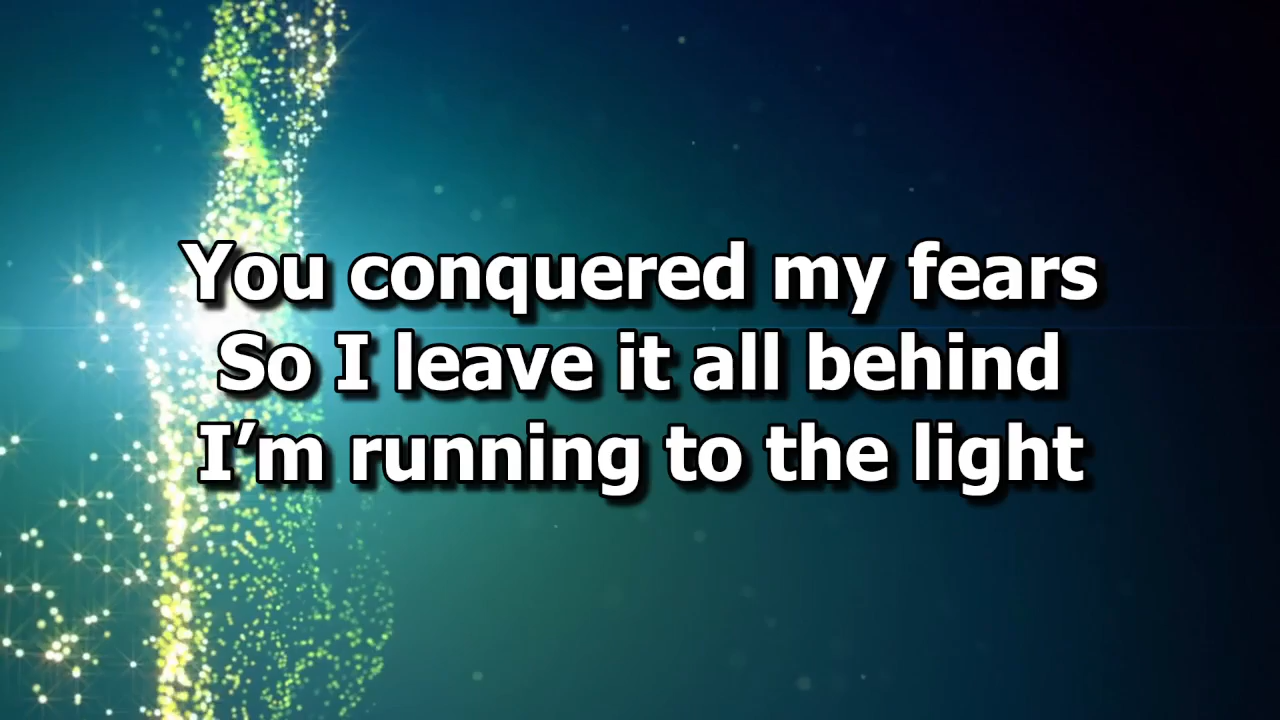 You conquered my fears
So I leave it all behind
I’m running to the light